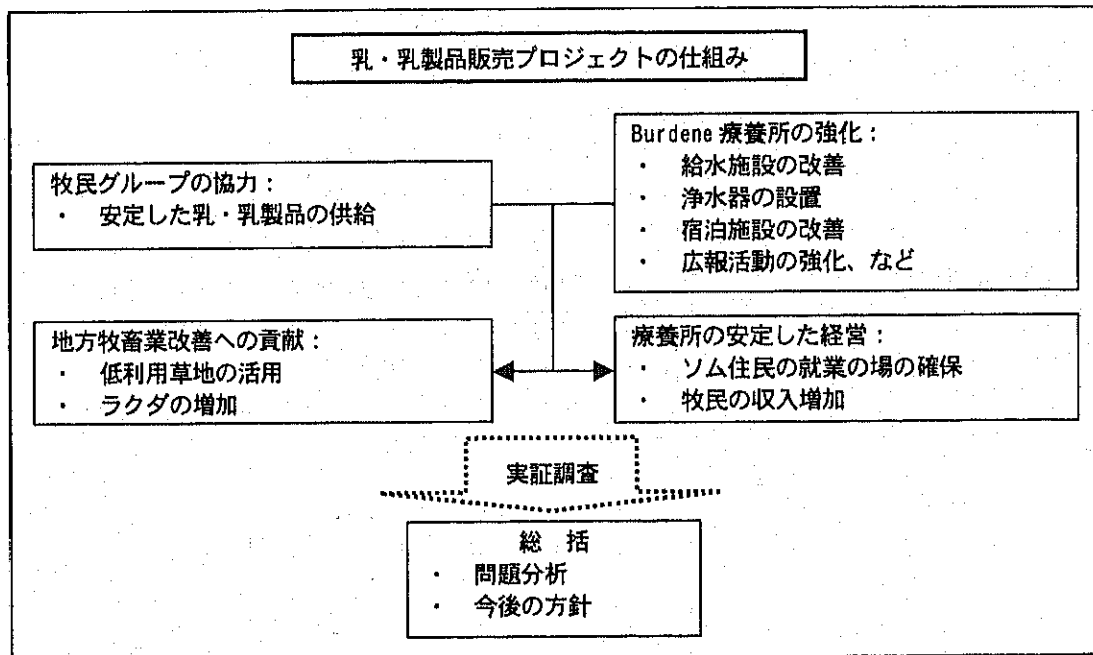 乳・乳製品販売プロジェクトの仕組み
牧民グループの協力：
・ 安定した乳・乳製品の供給
Burdene 療養所の強化：
・ 給水施設の改善
・ 浄水器の設置
・ 宿泊施設の改善
・ 広報活動の強化、など
地方牧畜業改善への貢献：
・ 低利用草地の活用
・ ラクダの増加
療養所の安定した経営：
・ ソム住民の就業の場の確保
・ 牧民の収入増加
実証調査
総 括
・ 問題分析
・ 今後の方針